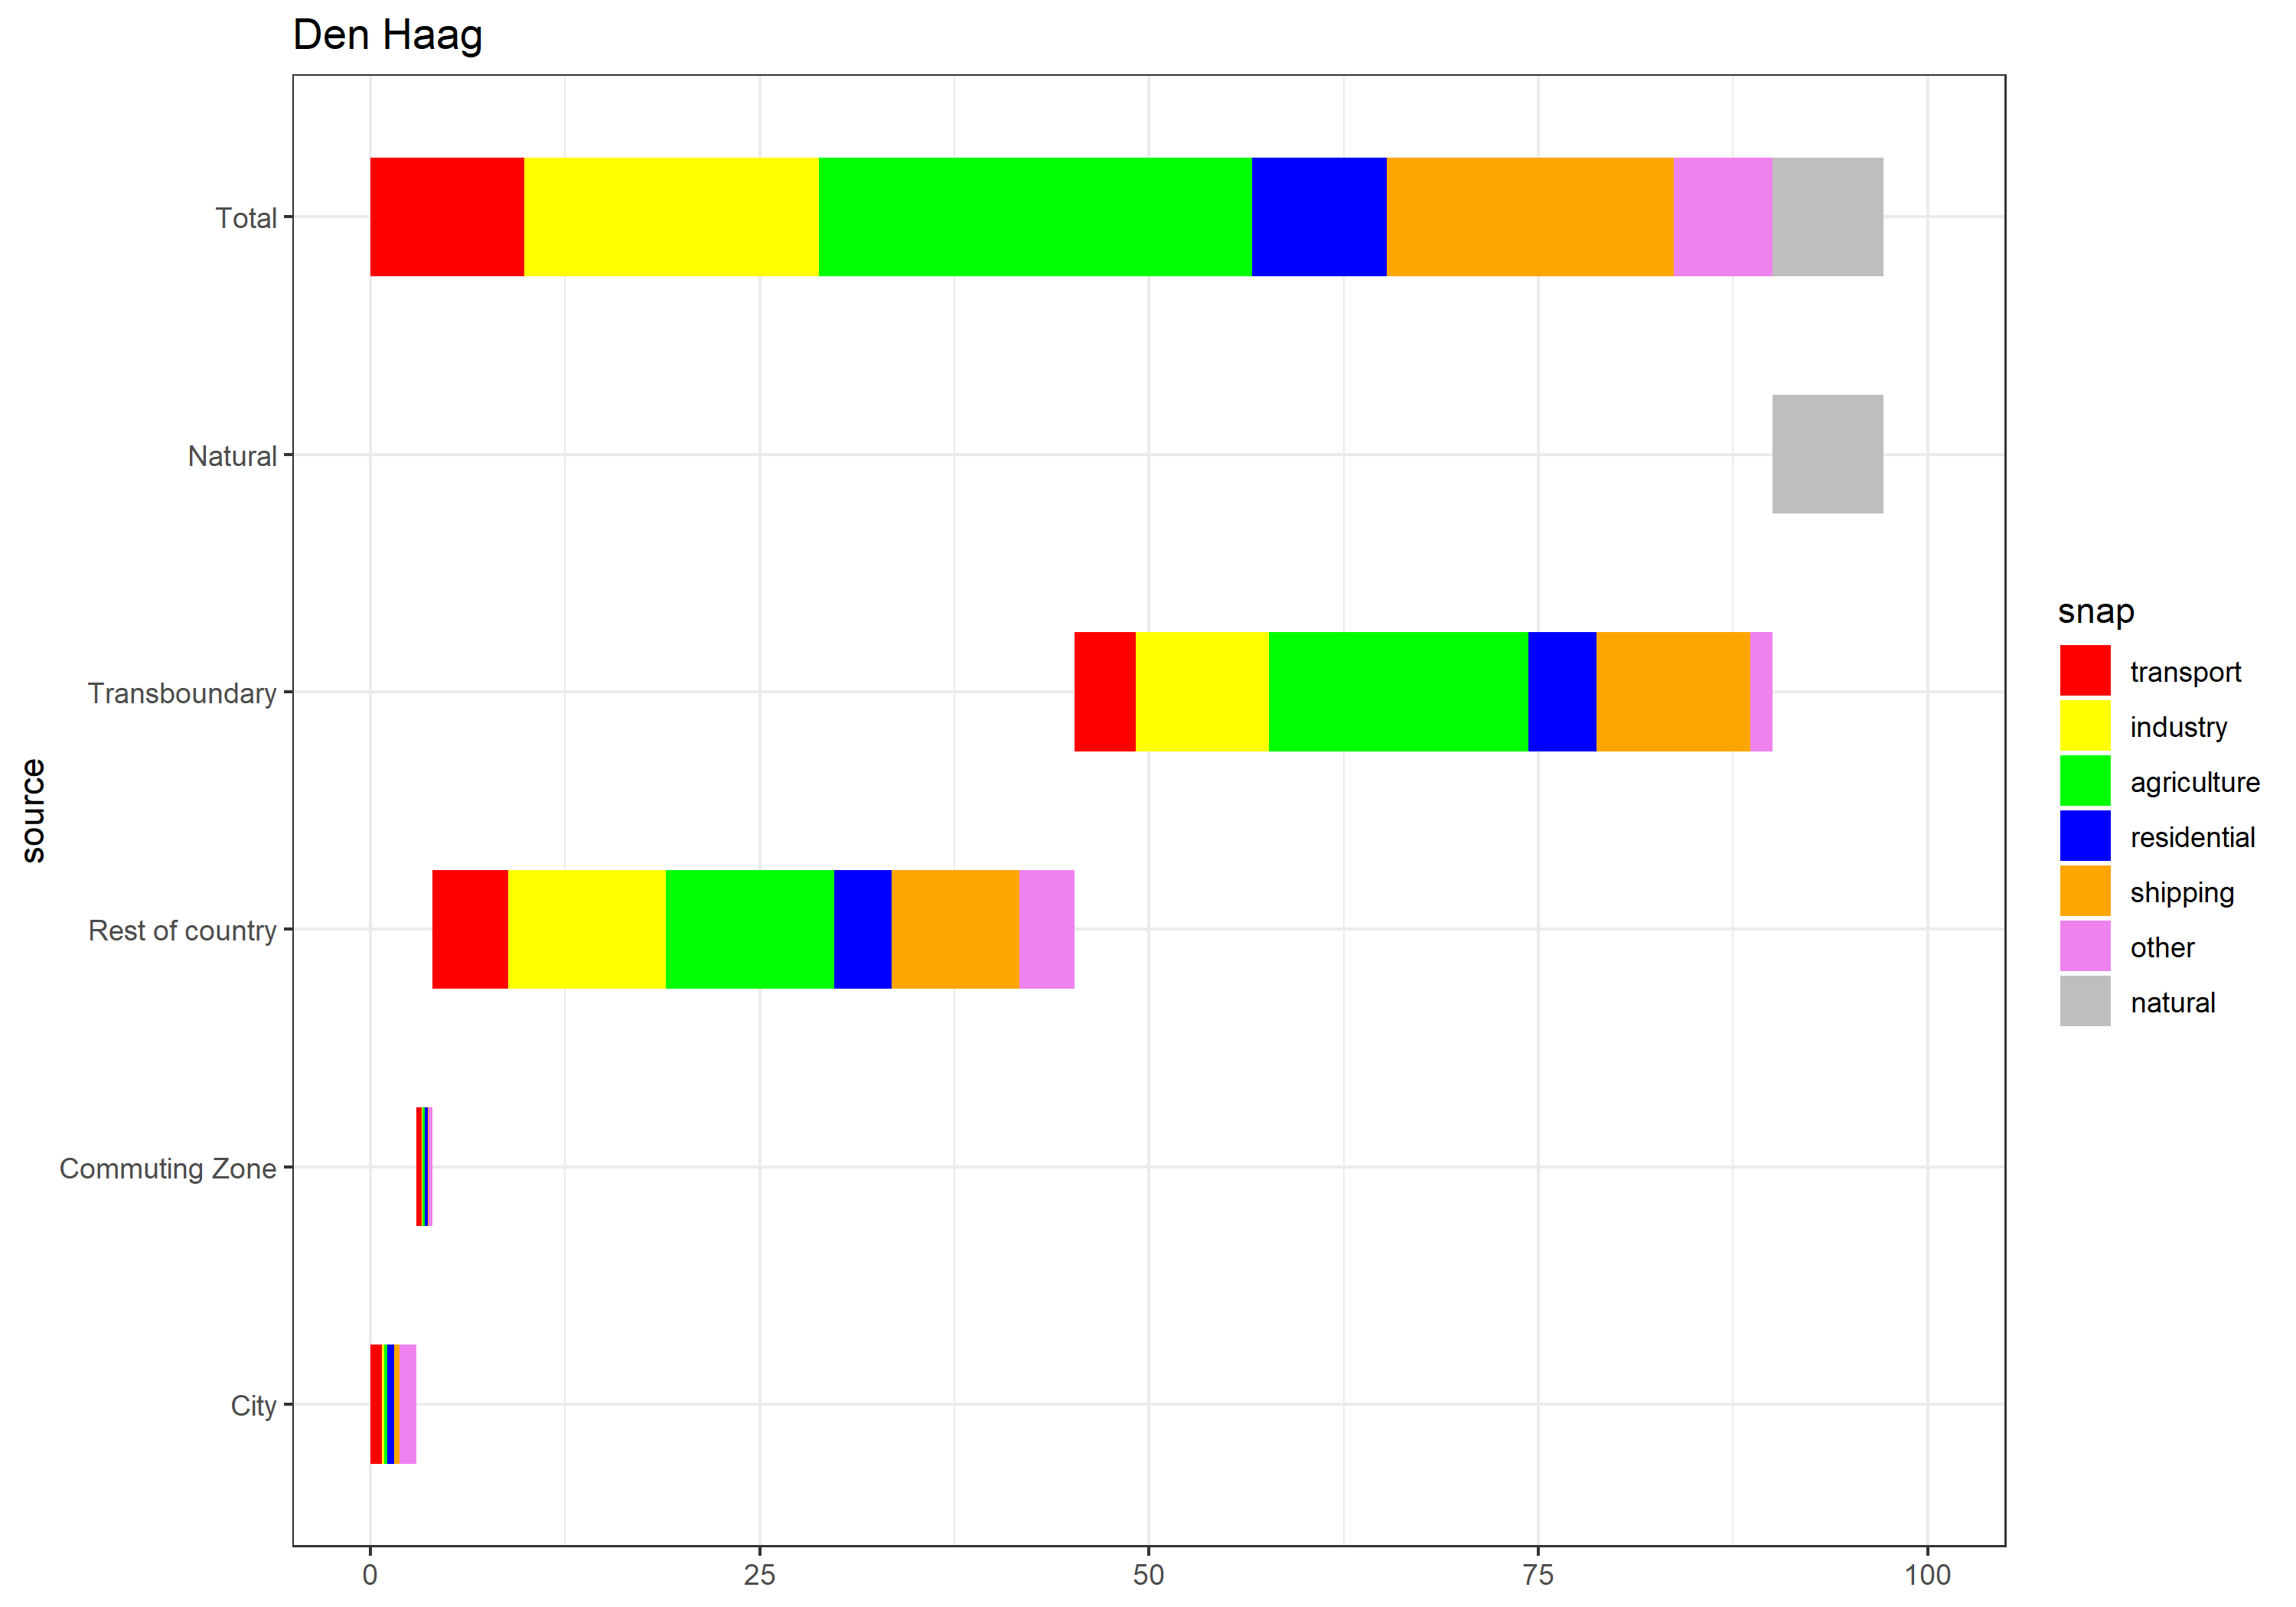 Den Haag
source
Total
Natural
Transboundary
Rest of country
Commuting Zone
City
0 25 50 75 100
snap
transport
industry
agriculture
residential
shipping
other
natural